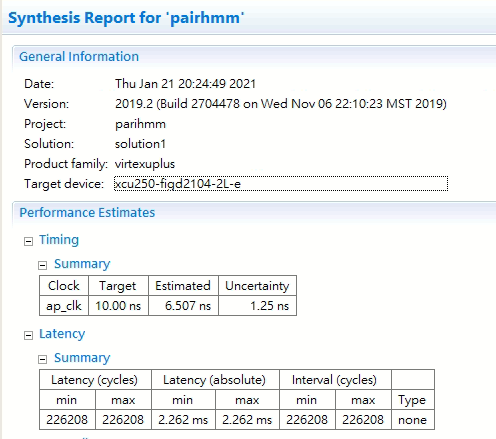 Synthesis Report for 'pairhmm'
General Information
Date: Thu Jan 21 20:24:49 2021
Version: 2019.2 (Build 2704478 on Wed Nov 06 22:10:23 MST 2019)
Project: parihmm
Solution: solution1
Product family: virtexuplus
Target device: xcu250-figd2104-2L-e
Performance Estimates
Timing
Summary
Clock Target Estimated Uncertainty
ap_clk 10.00 ns 6.507 ns 1.25 ns
Latency
Summary
Latency (cycles) Latency (absolute) Interval (cycles)
min max min max min max Type
226208 226208 2.262 ms 2.262 ms 226208 226208 none